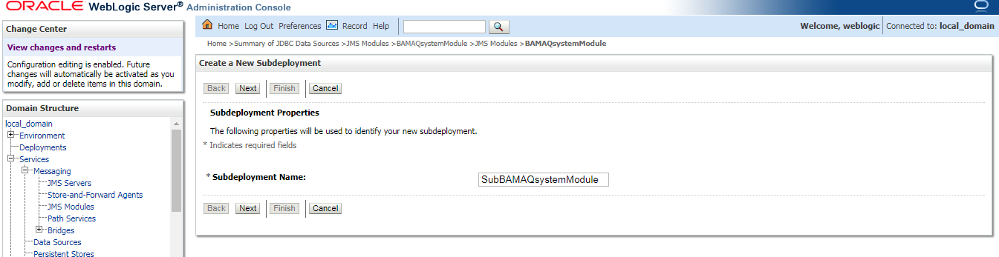 ORACLE WebLogic Server® Administration Console
Change Center
View changes and restarts
Configuration editing is enabled. Future
changes will automatically be activated as you
modify, add or delete items in this domain.
Domain Structure
local_domain
Environment
Deployments
Services
Messaging
JMS Servers
Store-and-Forward Agents
JMS Modules
Path Services
Bridges
Data Sources
Persistent Stores
Home Log Out Preferences Record Help
Welcome, weblogic Connected to: local_domain
Home >Summary of JDBC Data Sources >JMS Modules >BAMAQsystemModule >JMS Modules >BAMAQsystemModule
Create a New Subdeployment
Back Next Finish Cancel
Subdeployment Properties
The following properties will be used to identify your new subdeployment.
* Indicates required fields
* Subdeployment Name: SubBAMAQsystemModule
Back Next Finish Cancel